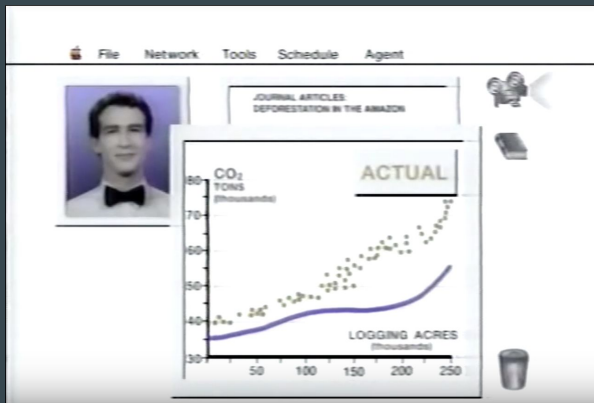 File Network Tools Schedule Agent
JOURNAL ARTICLES:
DEFORESTATION IN THE AMAZON
ACTUAL
CO₂
TONS
(thousands)
80
70
60
50
40
30
LOGGING ACRES
(thousands)
50 100 150 200 250